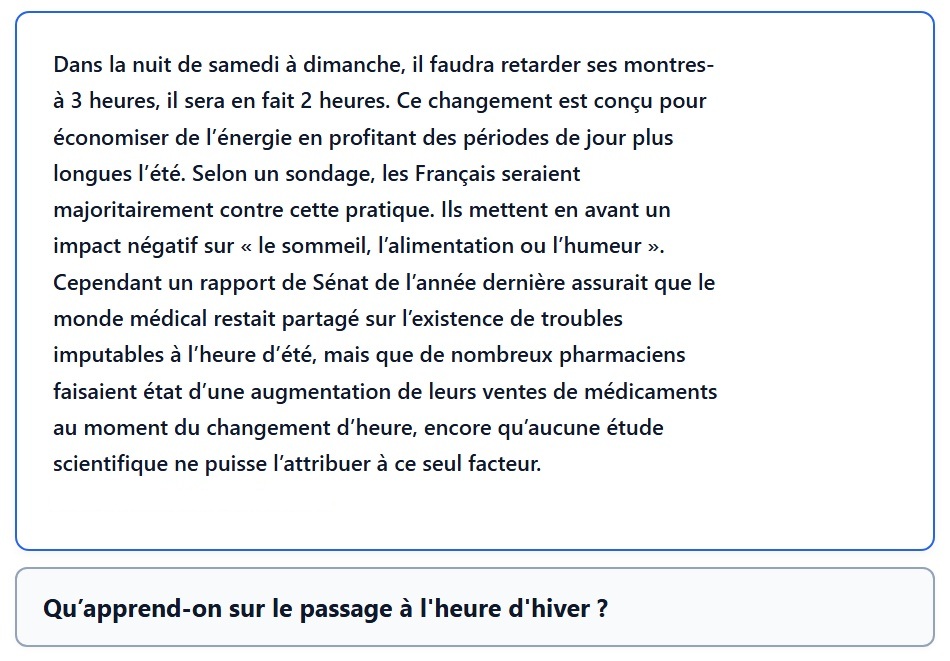 Dans la nuit de samedi à dimanche, il faudra retarder ses montres-
à 3 heures, il sera en fait 2 heures. Ce changement est conçu pour
économiser de l’énergie en profitant des périodes de jour plus
longues l’été. Selon un sondage, les Français seraient
majoritairement contre cette pratique. Ils mettent en avant un
impact négatif sur « le sommeil, l’alimentation ou l’humeur ».
Cependant un rapport de Sénat de l’année dernière assurait que le
monde médical restait partagé sur l’existence de troubles
imputables à l’heure d’été, mais que de nombreux pharmaciens
faisaient état d’une augmentation de leurs ventes de médicaments
au moment du changement d’heure, encore qu’aucune étude
scientifique ne puisse l’attribuer à ce seul facteur.
Qu’apprend-on sur le passage à l'heure d'hiver ?